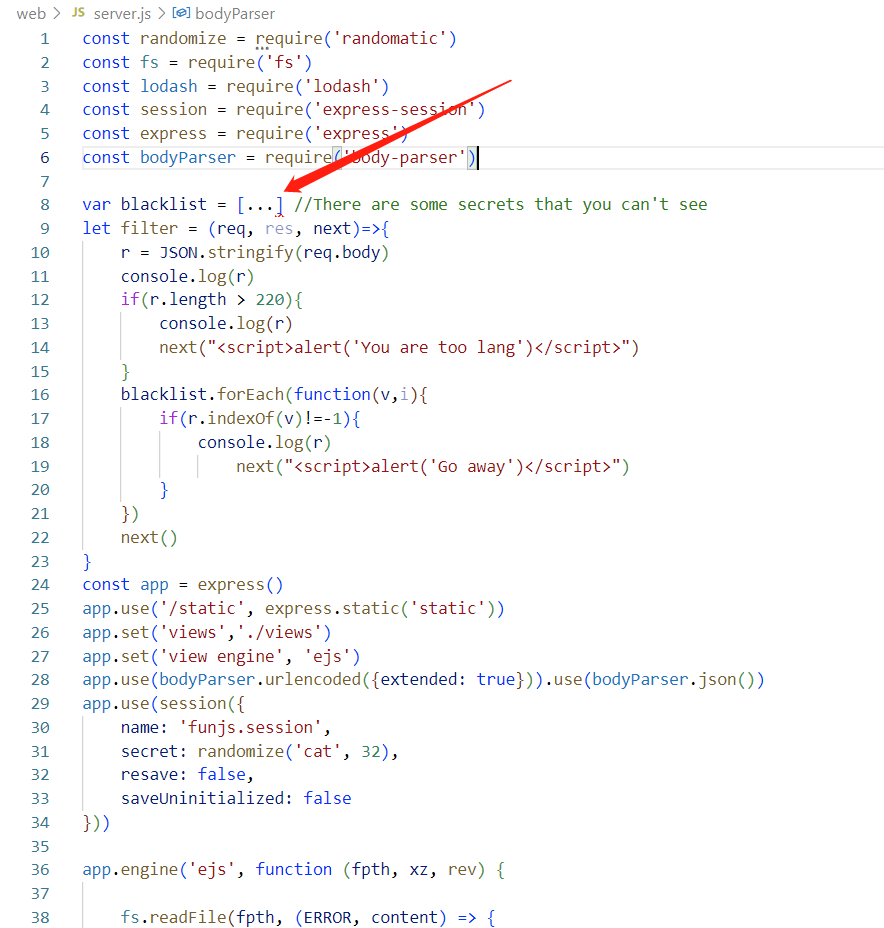 web > JS server.js > bodyParser
1 const randomize = require('randomatic')
2 const fs = require('fs')
3 const lodash = require('lodash')
4 const session = require('express-session')
5 const express = require('express')
6 const bodyParser = require('body-parser')
7
8 var blacklist = [...] //There are some secrets that you can't see
9 let filter = (req, res, next)=>{
10 r = JSON.stringify(req.body)
11 console.log(r)
12 if(r.length > 220){
13 console.log(r)
14 next("<script>alert('You are too lang')</script>")
15 }
16 blacklist.forEach(function(v,i){
17 if(r.indexOf(v)!=-1){
18 console.log(r)
19 next("<script>alert('Go away')</script>")
20 }
21 })
22 next()
23 }
24 const app = express()
25 app.use('/static', express.static('static'))
26 app.set('views','./views')
27 app.set('view engine', 'ejs')
28 app.use(bodyParser.urlencoded({extended: true})).use(bodyParser.json())
29 app.use(session({
30 name: 'funjs.session',
31 secret: randomize('cat', 32),
32 resave: false,
33 saveUninitialized: false
34 }))
35
36 app.engine('ejs', function (fpth, xz, rev) {
37
38 fs.readFile(fpth, (ERROR, content) => {